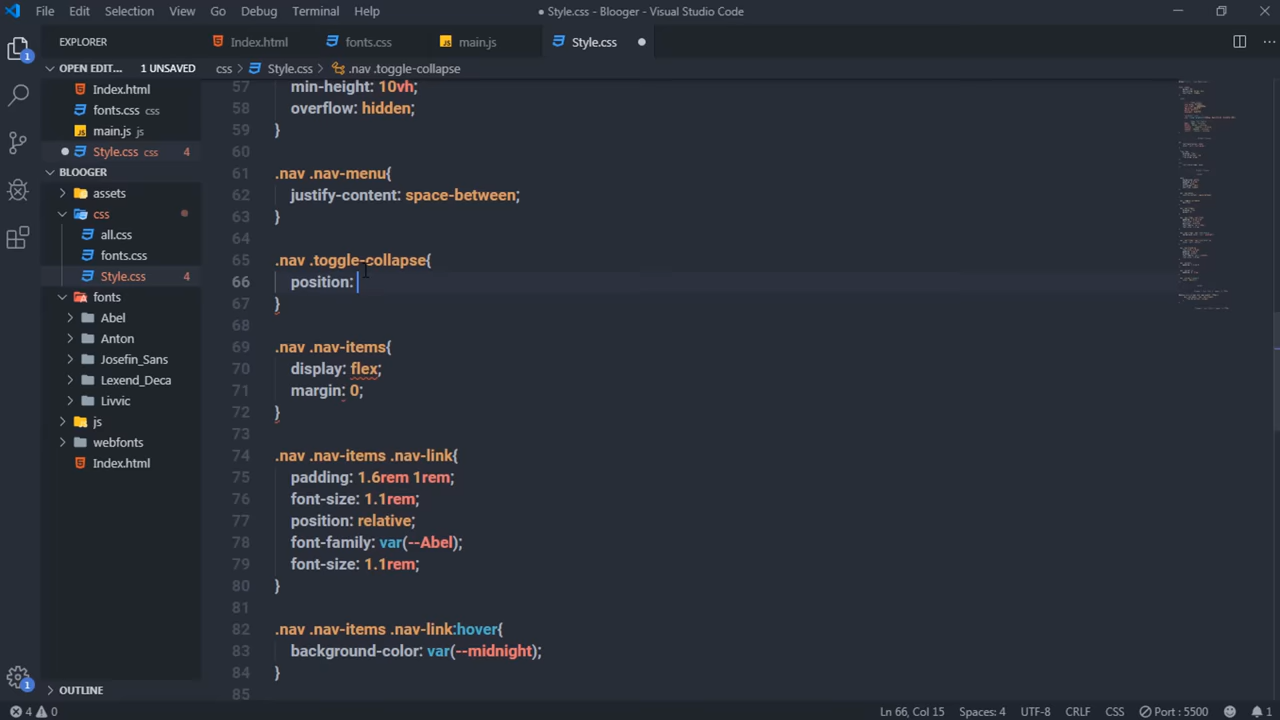 File Edit Selection View Go Debug Terminal Help
● Style.css - Blooger - Visual Studio Code
EXPLORER
Index.html
fonts.css
main.js
Style.css
OPEN EDIT... 1 UNSAVED
css > Style.css > .nav .toggle-collapse
Index.html
fonts.css css
main.js js
Style.css css 4
BLOOGER
assets
css
all.css
fonts.css
Style.css 4
fonts
Abel
Anton
Josefin_Sans
Lexend_Deca
Livvic
js
webfonts
Index.html
OUTLINE
1
1
57 min-height: 10vh;
58 overflow: hidden;
59 }
60
61 .nav .nav-menu{
62 justify-content: space-between;
63 }
64
65 .nav .toggle-collapse{
66 position:
67 }
68
69 .nav .nav-items{
70 display: flex;
71 margin: 0;
72 }
73
74 .nav .nav-items .nav-link{
75 padding: 1.6rem 1rem;
76 font-size: 1.1rem;
77 position: relative;
78 font-family: var(--Abel);
79 font-size: 1.1rem;
80 }
81
82 .nav .nav-items .nav-link:hover{
83 background-color: var(--midnight);
84 }
85
4 0
Ln 66, Col 15 Spaces: 4 UTF-8 CRLF CSS Port : 5500 1